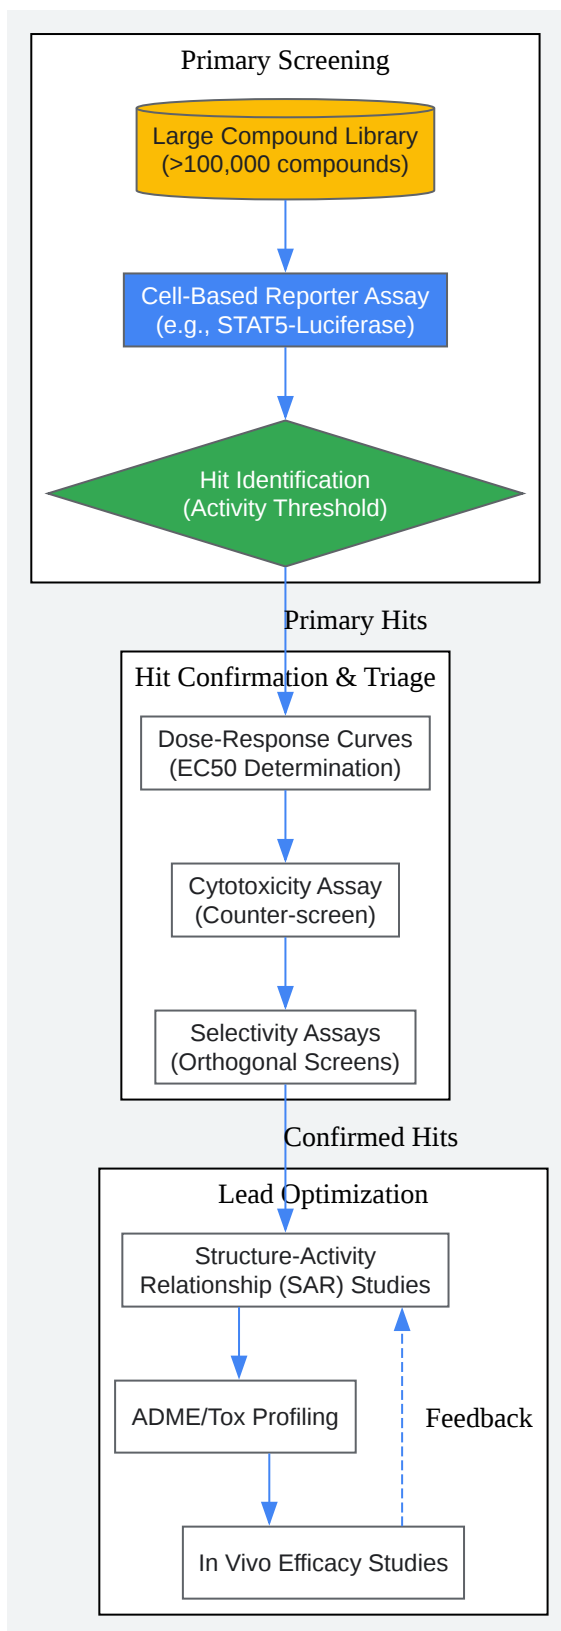 Primary Screening
Large Compound Library
(>100,000 compounds)
Cell-Based Reporter Assay
(e.g., STAT5-Luciferase)
Hit Identification
(Activity Threshold)
Primary Hits
Hit Confirmation & Triage
Dose-Response Curves
(EC50 Determination)
Cytotoxicity Assay
(Counter-screen)
Selectivity Assays
(Orthogonal Screens)
Confirmed Hits
Lead Optimization
Structure-Activity
Relationship (SAR) Studies
ADME/Tox Profiling
Feedback
In Vivo Efficacy Studies